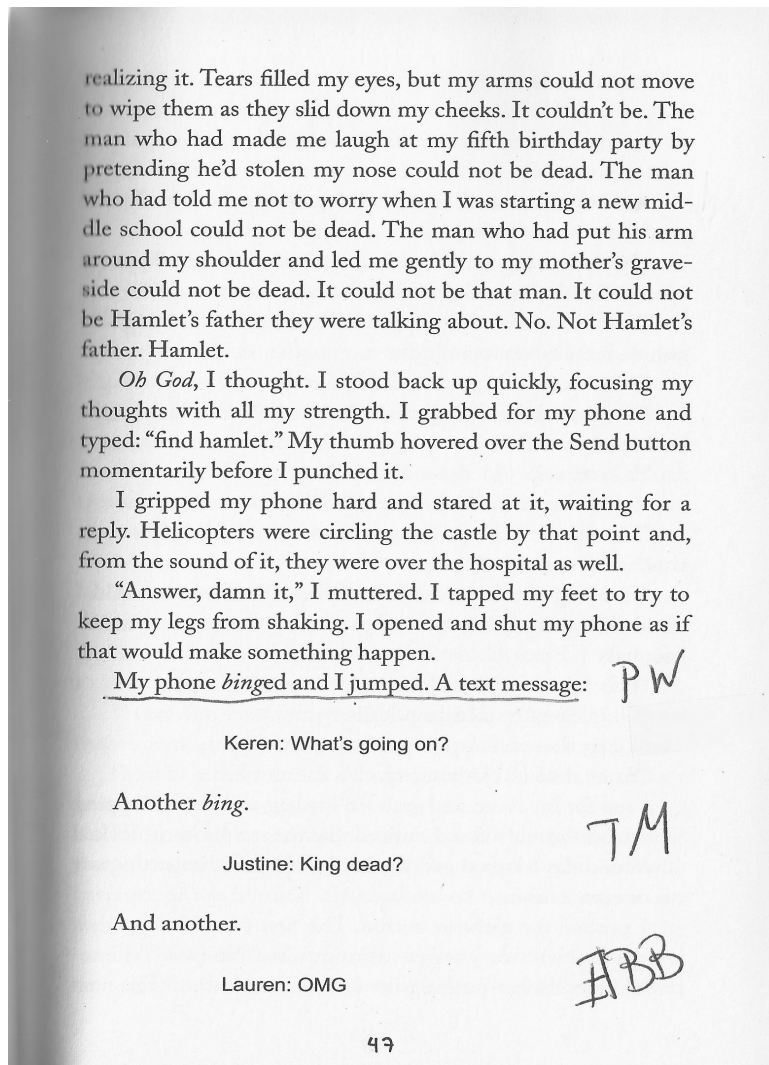 realizing it. Tears filled my eyes, but my arms could not move
to wipe them as they slid down my cheeks. It couldn't be. The
man who had made me laugh at my fifth birthday party by
pretending he'd stolen my nose could not be dead. The man
who had told me not to worry when I was starting a new mid-
dle school could not be dead. The man who had put his arm
around my shoulder and led me gently to my mother's grave-
side could not be dead. It could not be that man. It could not
be Hamlet's father they were talking about. No. Not Hamlet's
father. Hamlet.
Oh God, I thought. I stood back up quickly, focusing my
thoughts with all my strength. I grabbed for my phone and
typed: “find hamlet.” My thumb hovered over the Send button
momentarily before I punched it.
I gripped my phone hard and stared at it, waiting for a
reply. Helicopters were circling the castle by that point and,
from the sound of it, they were over the hospital as well.
“Answer, damn it,” I muttered. I tapped my feet to try to
keep my legs from shaking. I opened and shut my phone as if
that would make something happen.
My phone binged and I jumped. A text message: PW
Keren: What's going on?
Another bing.
TM
Justine: King dead?
And another.
Lauren: OMG
47